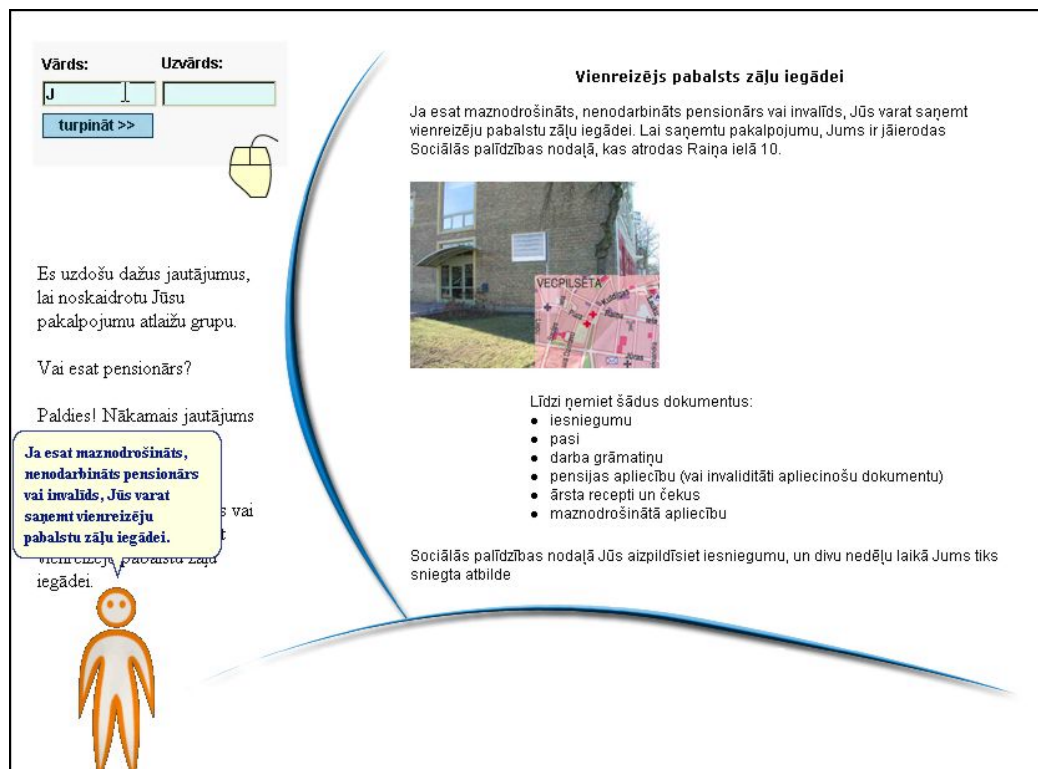 Vārds: Uzvārds:
J
turpināt >>
Es uzdošu dažus jautājumus,
lai noskaidrotu Jūsu
pakalpojumu atlaižu grupu.
Vai esat pensionārs?
Paldies! Nākamais jautājums
Ja esat maznodrošināts,
nenodarbināts pensionārs
vai invalīds, Jūs varat
saņemt vienreizēju
pabalstu zāļu iegādei.
vai
vienreizēju pabalstu zāļu
iegādei.
Vienreizējs pabalsts zāļu iegādei
Ja esat maznodrošināts, nenodarbināts pensionārs vai invalīds, Jūs varat saņemt
vienreizēju pabalstu zāļu iegādei. Lai saņemtu pakalpojumu, Jums ir jāierodas
Sociālās palīdzības nodaļā, kas atrodas Raiņa ielā 10.
VECPILSĒTA
Jūras
Līdzi ņemiet šādus dokumentus:
● iesniegumu
● pasi
● darba grāmatiņu
● pensijas apliecību (vai invaliditāti apliecinošu dokumentu)
● ārsta recepti un čekus
● maznodrošinātā apliecību
Sociālās palīdzības nodaļā Jūs aizpildīsiet iesniegumu, un divu nedēļu laikā Jums tiks
sniegta atbilde